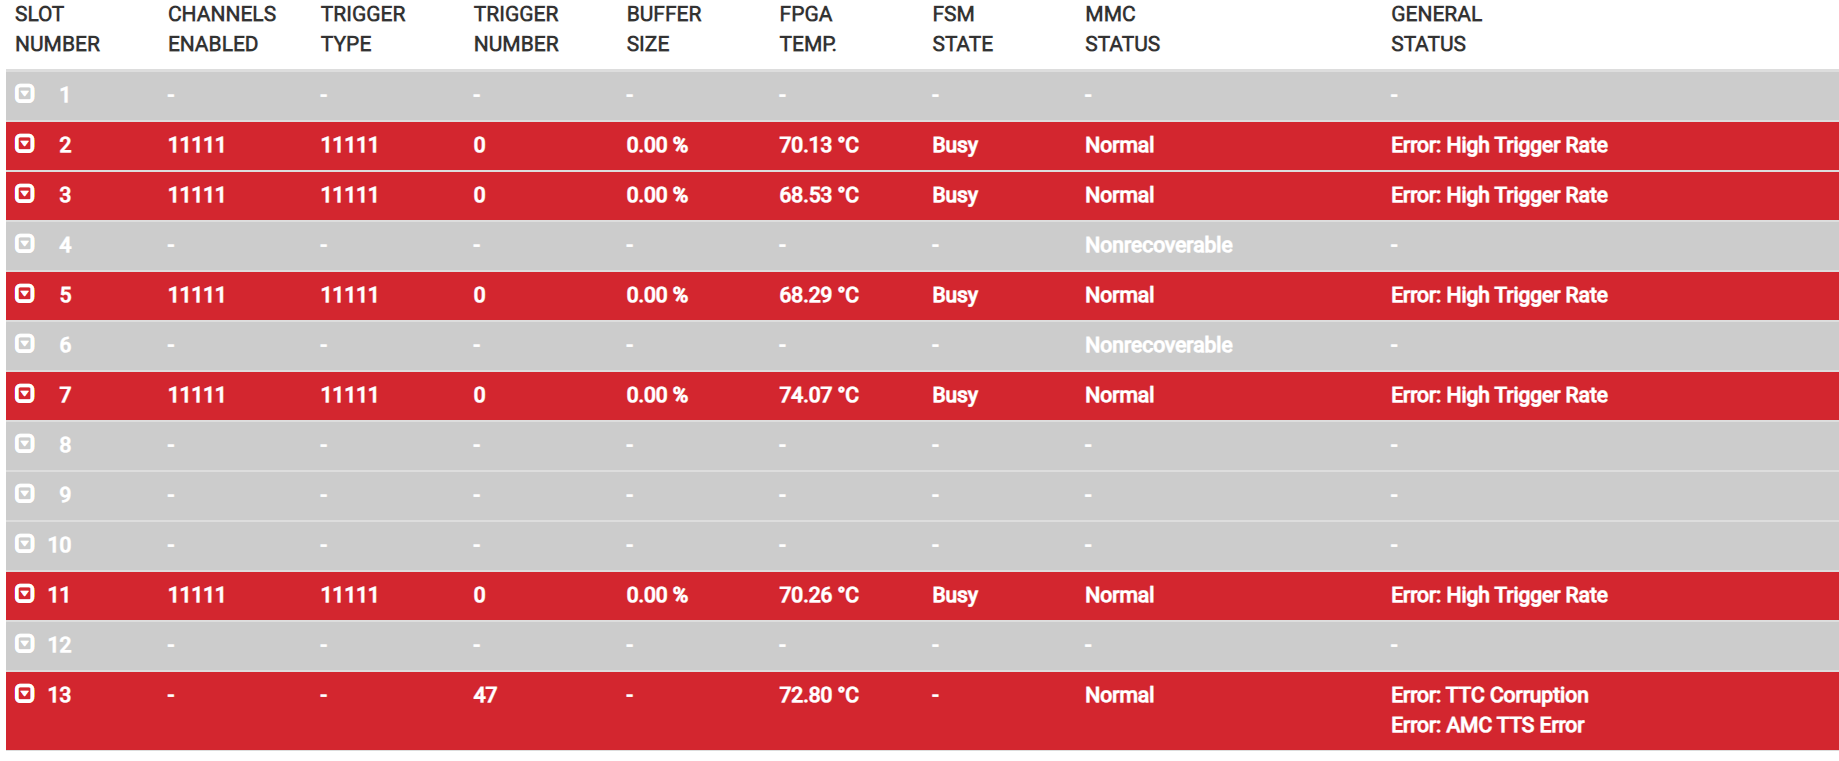 SLOT NUMBER CHANNELS ENABLED TRIGGER TYPE TRIGGER NUMBER BUFFER SIZE FPGA TEMP. FSM STATE MMC STATUS GENERAL STATUS
1 - - - - - - - -
2 11111 11111 0 0.00 % 70.13 °C Busy Normal Error: High Trigger Rate
3 11111 11111 0 0.00 % 68.53 °C Busy Normal Error: High Trigger Rate
4 - - - - - - Nonrecoverable -
5 11111 11111 0 0.00 % 68.29 °C Busy Normal Error: High Trigger Rate
6 - - - - - - Nonrecoverable -
7 11111 11111 0 0.00 % 74.07 °C Busy Normal Error: High Trigger Rate
8 - - - - - - - -
9 - - - - - - - -
10 - - - - - - - -
11 11111 11111 0 0.00 % 70.26 °C Busy Normal Error: High Trigger Rate
12 - - - - - - - -
13 - - 47 - 72.80 °C - Normal Error: TTC Corruption
Error: AMC TTS Error